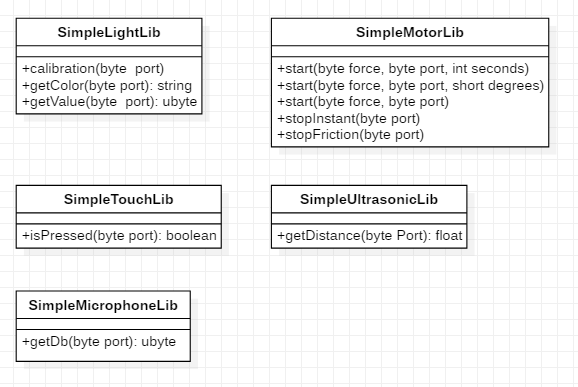 SimpleLightLib
+calibration(byte port)
+getColor(byte port): string
+getValue(byte port): ubyte
SimpleMotorLib
+start(byte force, byte port, int seconds)
+start(byte force, byte port, short degrees)
+start(byte force, byte port)
+stopInstant(byte port)
+stopFriction(byte port)
SimpleTouchLib
+isPressed(byte port): boolean
SimpleUltrasonicLib
+getDistance(byte Port): float
SimpleMicrophoneLib
+getDb(byte port): ubyte